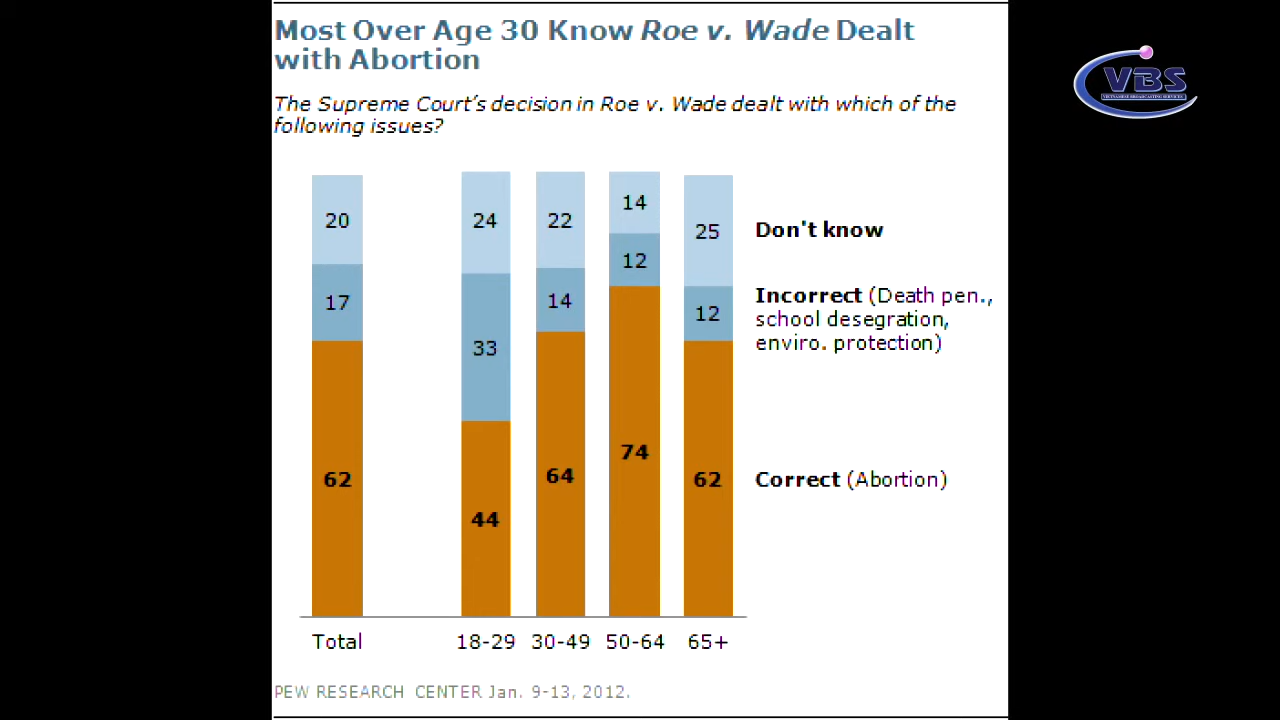 Most Over Age 30 Know Roe v. Wade Dealt
with Abortion
The Supreme Court's decision in Roe v. Wade dealt with which of the
following issues?
VBS
VIETNAMESE BROADCASTING SERVICES
20
17
62
24
33
44
22
14
64
14
12
74
25
12
62
Don't know
Incorrect (Death pen.,
school desegration,
enviro. protection)
Correct (Abortion)
Total
18-29
30-49
50-64
65+
PEW RESEARCH CENTER Jan. 9-13, 2012.